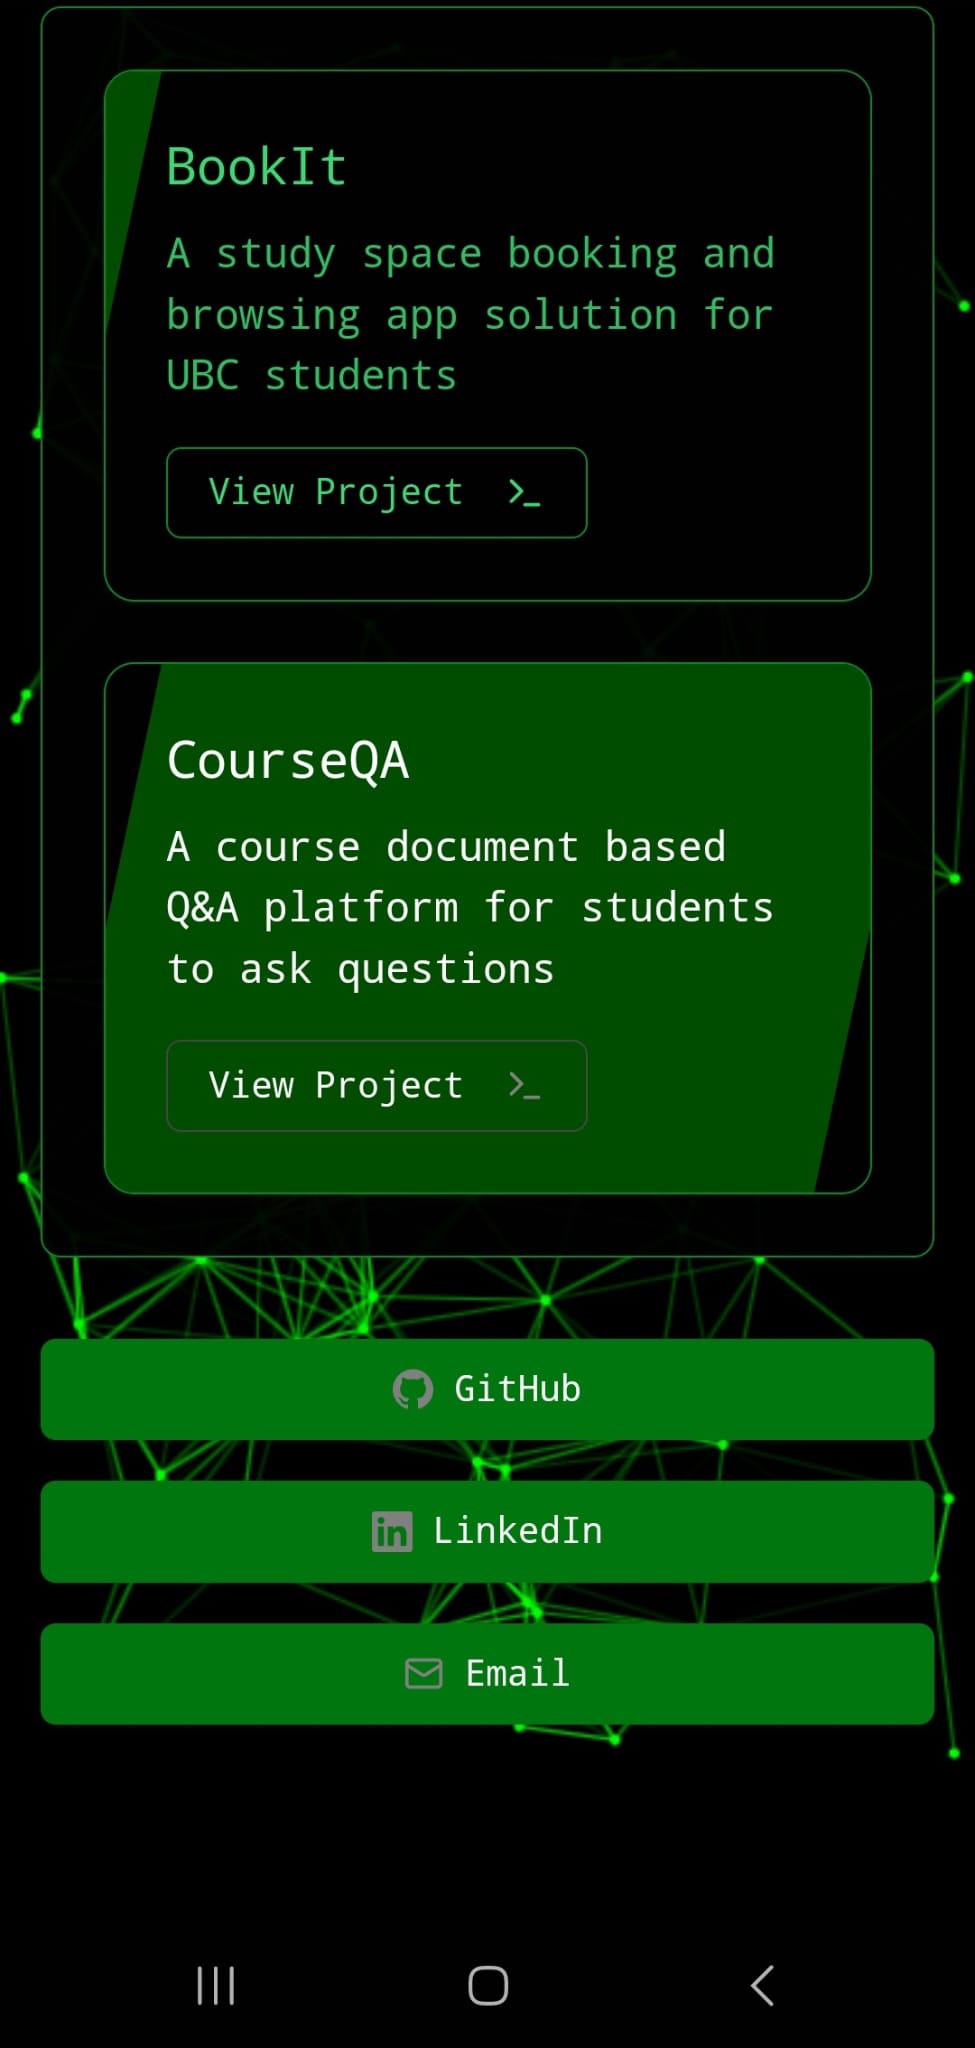 BookIt
A study space booking and
browsing app solution for
UBC students
View Project >_
CourseQA
A course document based
Q&A platform for students
to ask questions
View Project >_
GitHub
in LinkedIn
Email